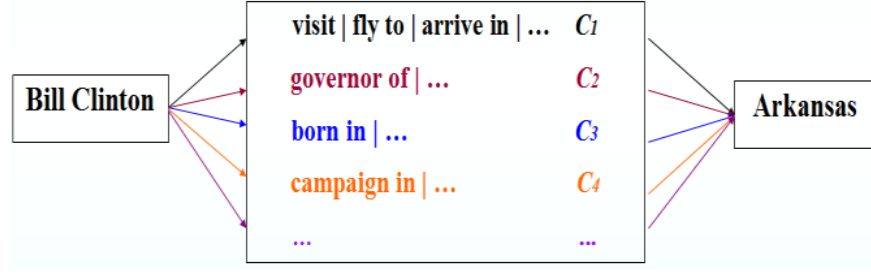 visit | fly to | arrive in | ... C1
Bill Clinton
governor of | ... C2
Arkansas
born in | ... C3
campaign in | ... C4
... ...